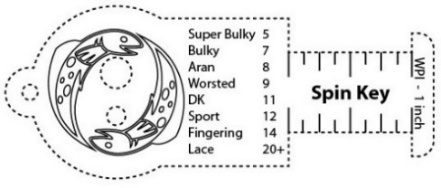 Super Bulky 5
Bulky 7
Aran 8
Worsted 9
DK 11
Sport 12
Fingering 14
Lace 20+
Spin Key
WPI - 1 inch